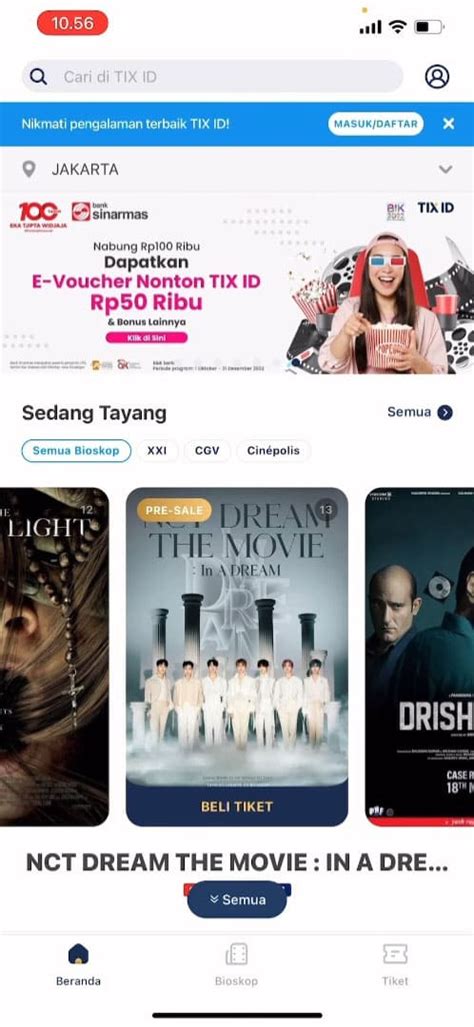 10.56
Cari di TIX ID
Nikmati pengalaman terbaik TIX ID!
MASUK/DAFTAR
JAKARTA
100
EKA TJIPTA WIDJAJA
bank
sinarmas
TIX ID
Nabung Rp100 Ribu
Dapatkan
E-Voucher Nonton TIX ID
Rp50 Ribu
& Bonus Lainnya
Klik di Sini
Periode program: 1 Oktober - 31 Desember 2022
Sedang Tayang
Semua
Semua Bioskop
XXI
CGV
Cinépolis
12
LIGHT
PRE-SALE
13
NCT DREAM
THE MOVIE
: In A DREAM
DREAM
BELI TIKET
DRISH
CASE R
18TH N
NCT DREAM THE MOVIE : IN A DRE...
Semua
Beranda
Bioskop
Tiket